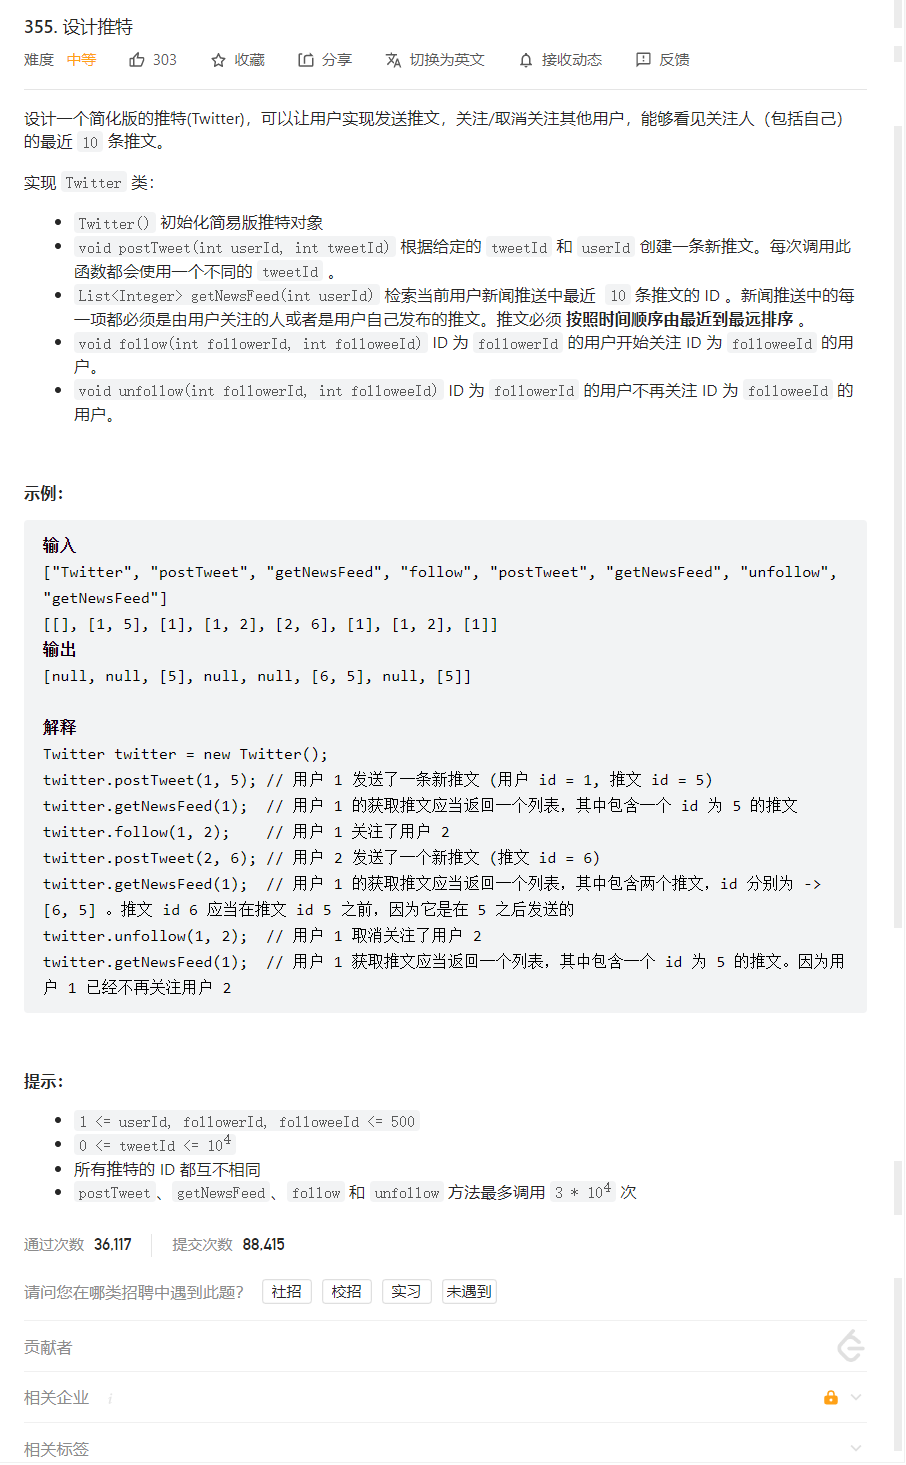 355. 设计推特
难度 中等 303 收藏 分享 切换为英文 接收动态 反馈
设计一个简化版的推特(Twitter)，可以让用户实现发送推文，关注/取消关注其他用户，能够看见关注人（包括自己）
的最近 10 条推文。
实现 Twitter 类：
Twitter() 初始化简易版推特对象
void postTweet(int userId, int tweetId) 根据给定的 tweetId 和 userId 创建一条新推文。每次调用此
函数都会使用一个不同的 tweetId 。
List<Integer> getNewsFeed(int userId) 检索当前用户新闻推送中最近 10 条推文的 ID 。新闻推送中的每
一项都必须是由用户关注的人或者是用户自己发布的推文。推文必须 按照时间顺序由最近到最远排序 。
void follow(int followerId, int followeeId) ID 为 followerId 的用户开始关注 ID 为 followeeId 的用
户。
void unfollow(int followerId, int followeeId) ID 为 followerId 的用户不再关注 ID 为 followeeId 的
用户。
示例：
输入
["Twitter", "postTweet", "getNewsFeed", "follow", "postTweet", "getNewsFeed", "unfollow",
"getNewsFeed"]
[[], [1, 5], [1], [1, 2], [2, 6], [1], [1, 2], [1]]
输出
[null, null, [5], null, null, [6, 5], null, [5]]
解释
Twitter twitter = new Twitter();
twitter.postTweet(1, 5); // 用户 1 发送了一条新推文 (用户 id = 1, 推文 id = 5)
twitter.getNewsFeed(1);  // 用户 1 的获取推文应当返回一个列表，其中包含一个 id 为 5 的推文
twitter.follow(1, 2);    // 用户 1 关注了用户 2
twitter.postTweet(2, 6); // 用户 2 发送了一个新推文 (推文 id = 6)
twitter.getNewsFeed(1);  // 用户 1 的获取推文应当返回一个列表，其中包含两个推文，id 分别为 ->
[6, 5] 。推文 id 6 应当在推文 id 5 之前，因为它是在 5 之后发送的
twitter.unfollow(1, 2);  // 用户 1 取消关注了用户 2
twitter.getNewsFeed(1);  // 用户 1 获取推文应当返回一个列表，其中包含一个 id 为 5 的推文。因为用
户 1 已经不再关注用户 2
提示：
1 <= userId, followerId, followeeId <= 500
0 <= tweetId <= 10⁴
所有推特的 ID 都互不相同
postTweet、getNewsFeed、follow 和 unfollow 方法最多调用 3 * 10⁴ 次
通过次数 36,117 提交次数 88,415
请问您在哪类招聘中遇到此题？ 社招 校招 实习 未遇到
贡献者
相关企业 i
相关标签